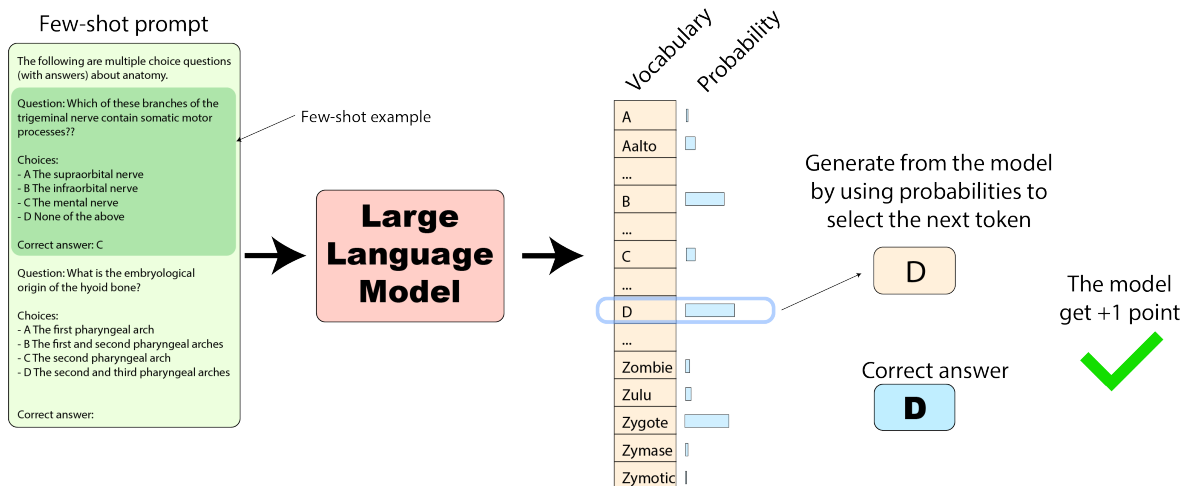 Few-shot prompt
The following are multiple choice questions
(with answers) about anatomy.
Question: Which of these branches of the
trigeminal nerve contain somatic motor
processes??
Choices:
- A The supraorbital nerve
- B The infraorbital nerve
- C The mental nerve
- D None of the above
Correct answer: C
Question: What is the embryological
origin of the hyoid bone?
Choices:
- A The first pharyngeal arch
- B The first and second pharyngeal arches
- C The second pharyngeal arch
- D The second and third pharyngeal arches
Correct answer:
Few-shot example
Large
Language
Model
Vocabulary
Probability
A
Aalto
...
B
...
C
...
D
...
Zombie
Zulu
Zygote
Zymase
Zymotic
Generate from the model
by using probabilities to
select the next token
D
Correct answer
D
The model
get +1 point